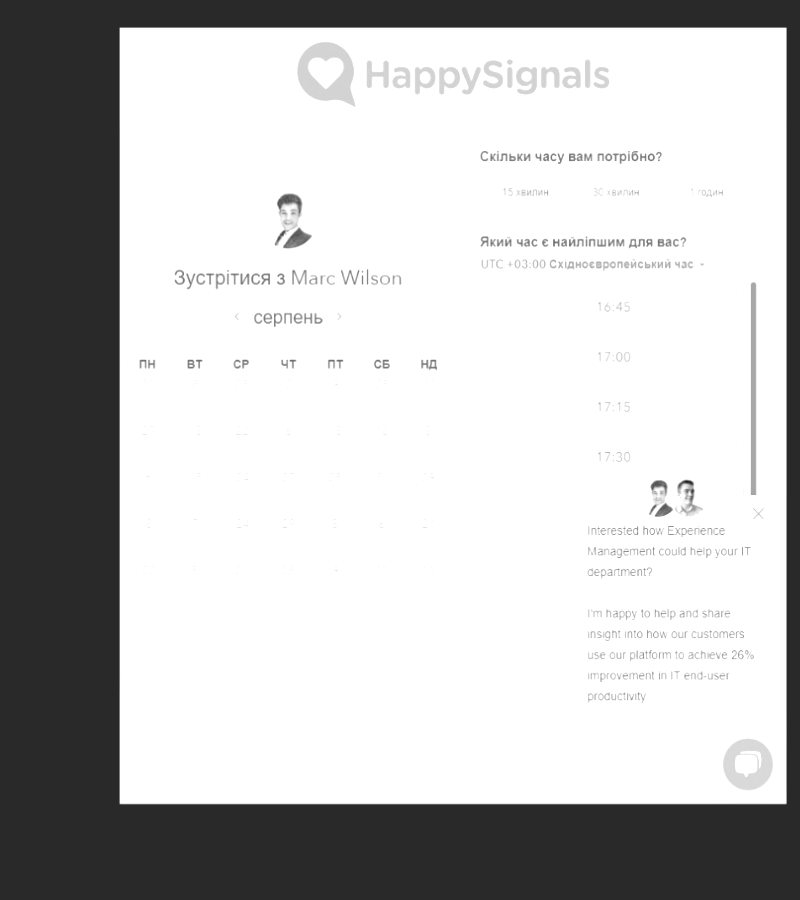 HappySignals
Зустрітися з Marc Wilson
серпень
ПН ВТ СР ЧТ ПТ СБ НД
Скільки часу вам потрібно?
15 хвилин 30 хвилин 1 годин
Який час є найліпшим для вас?
UTC +03:00 Східноєвропейський час
16:45
17:00
17:15
17:30
Interested how Experience
Management could help your IT
department?
I'm happy to help and share
insight into how our customers
use our platform to achieve 26%
improvement in IT end-user
productivity